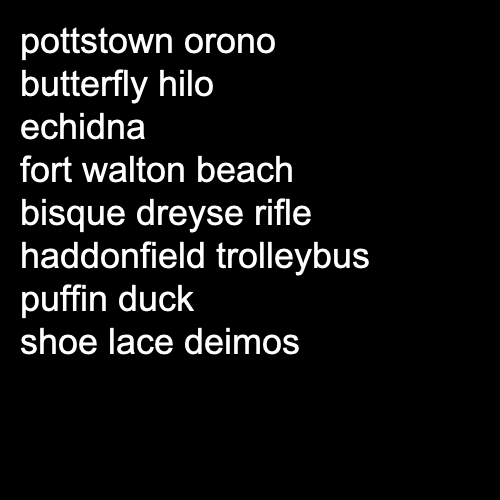 pottstown orono
butterfly hilo
echidna
fort walton beach
bisque dreyse rifle
haddonfield trolleybus
puffin duck
shoe lace deimos